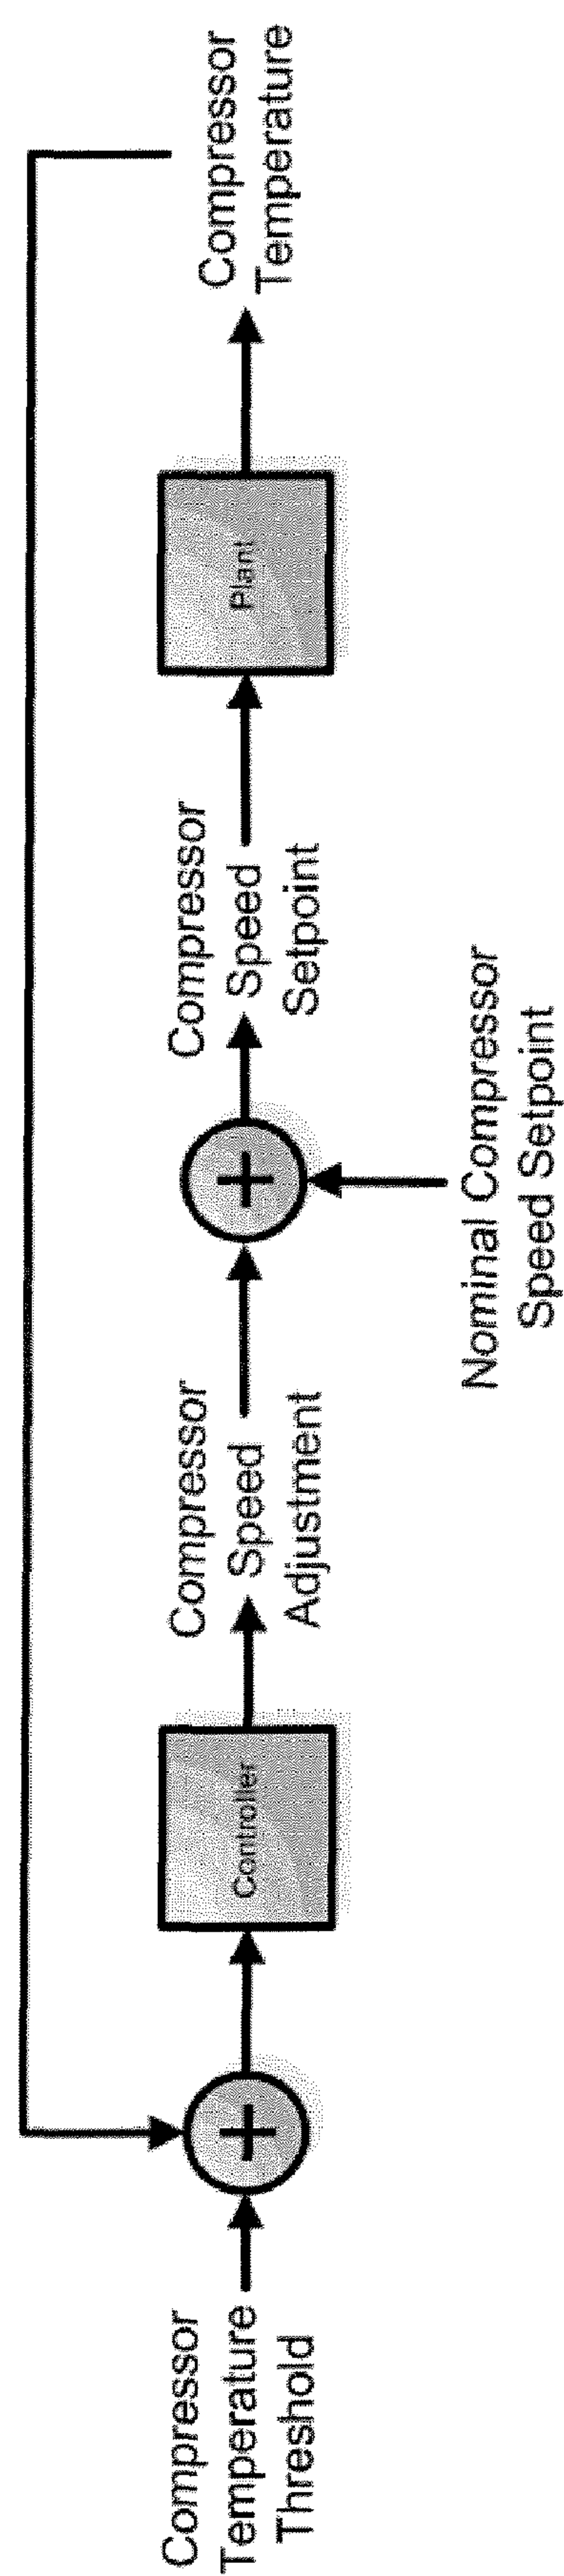 Compressor
Temperature
Threshold
+
Controller
Compressor
Speed
Adjustment
+
Nominal Compressor
Speed Setpoint
Compressor
Speed
Setpoint
Plant
Compressor
Temperature